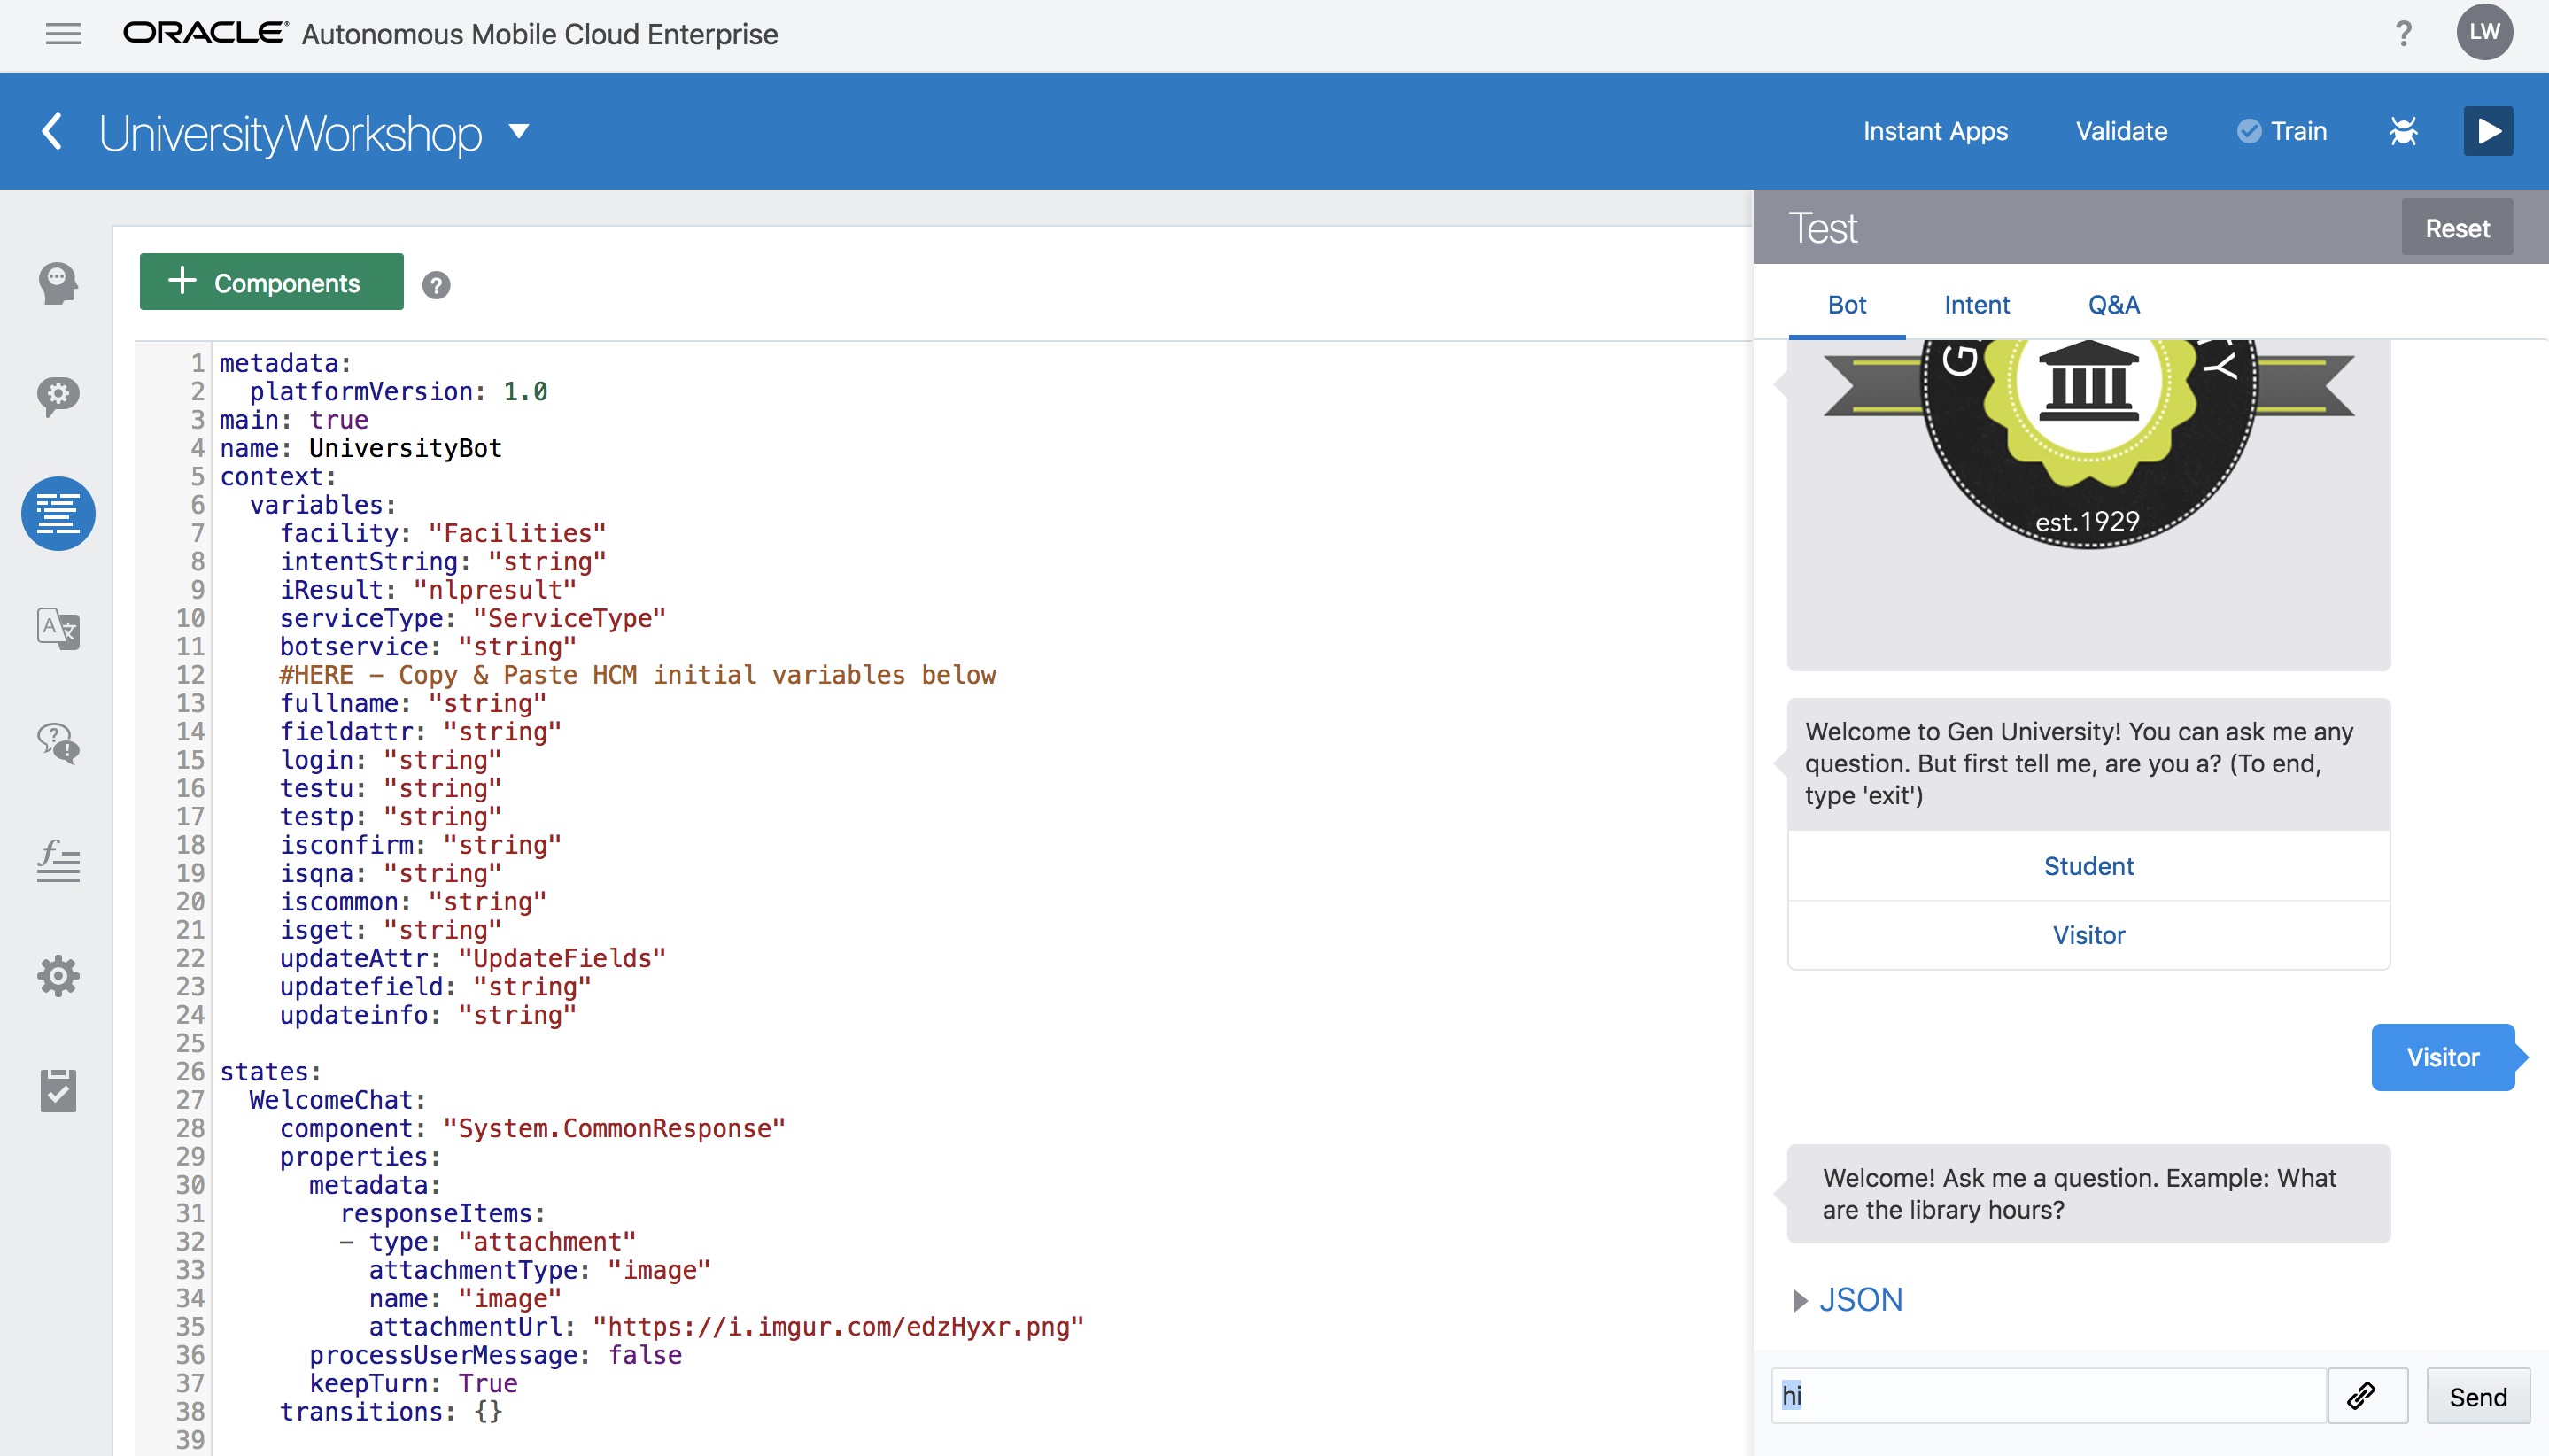 ORACLE® Autonomous Mobile Cloud Enterprise
?
LW
UniversityWorkshop
Instant Apps
Validate
Train
Components
?
1 metadata:
2 platformVersion: 1.0
3 main: true
4 name: UniversityBot
5 context:
6 variables:
7 facility: "Facilities"
8 intentString: "string"
9 iResult: "nlpresult"
10 serviceType: "ServiceType"
11 botservice: "string"
12 #HERE – Copy & Paste HCM initial variables below
13 fullname: "string"
14 fieldattr: "string"
15 login: "string"
16 testu: "string"
17 testp: "string"
18 isconfirm: "string"
19 isqna: "string"
20 iscommon: "string"
21 isget: "string"
22 updateAttr: "UpdateFields"
23 updatefield: "string"
24 updateinfo: "string"
25
26 states:
27 WelcomeChat:
28 component: "System.CommonResponse"
29 properties:
30 metadata:
31 responseItems:
32 – type: "attachment"
33 attachmentType: "image"
34 name: "image"
35 attachmentUrl: "https://i.imgur.com/edzHyxr.png"
36 processUserMessage: false
37 keepTurn: True
38 transitions: {}
39
Test
Reset
Bot
Intent
Q&A
G
TY
est.1929
Welcome to Gen University! You can ask me any
question. But first tell me, are you a? (To end,
type 'exit')
Student
Visitor
Visitor
Welcome! Ask me a question. Example: What
are the library hours?
JSON
hi
Send